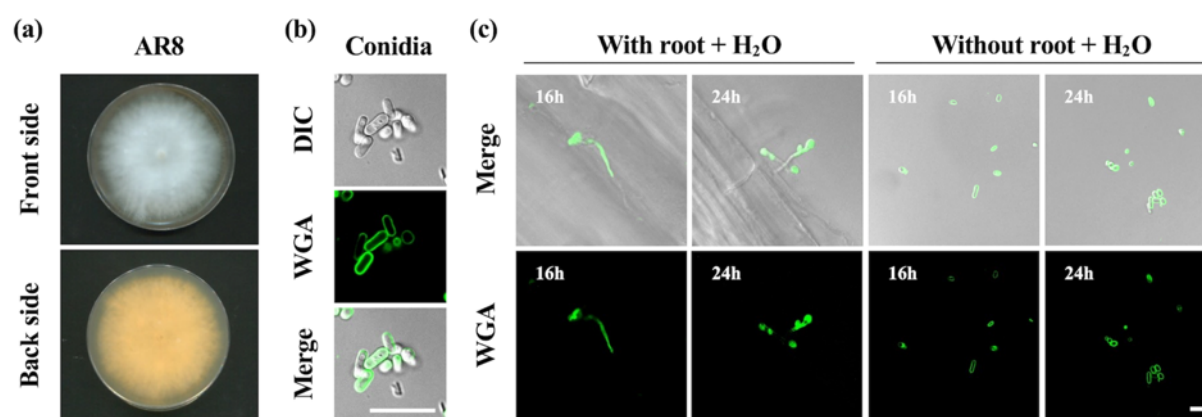 (a)
AR8
Front side
Back side
(b)
Conidia
DIC
WGA
Merge
(c)
With root + H₂O
Without root + H₂O
Merge
16h
24h
16h
24h
WGA
16h
24h
16h
24h